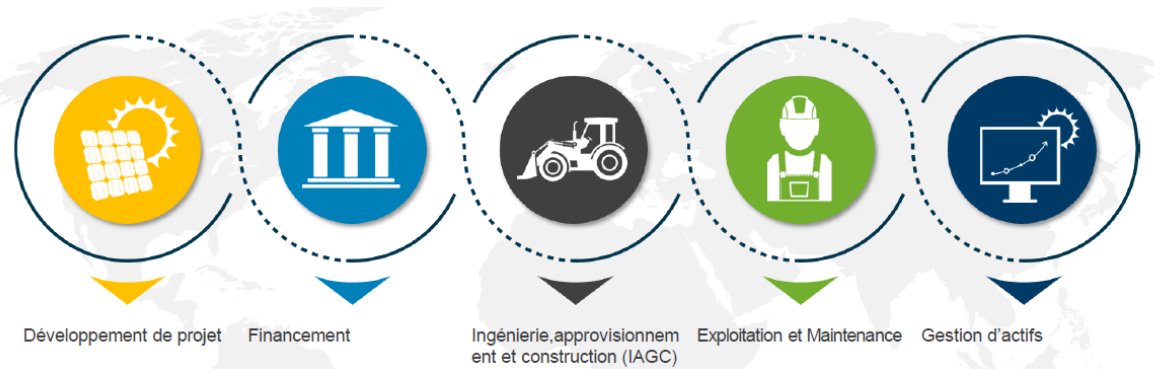 Développement de projet
Financement
Ingénierie,approvisionnem
ent et construction (IAGC)
Exploitation et Maintenance
Gestion d’actifs